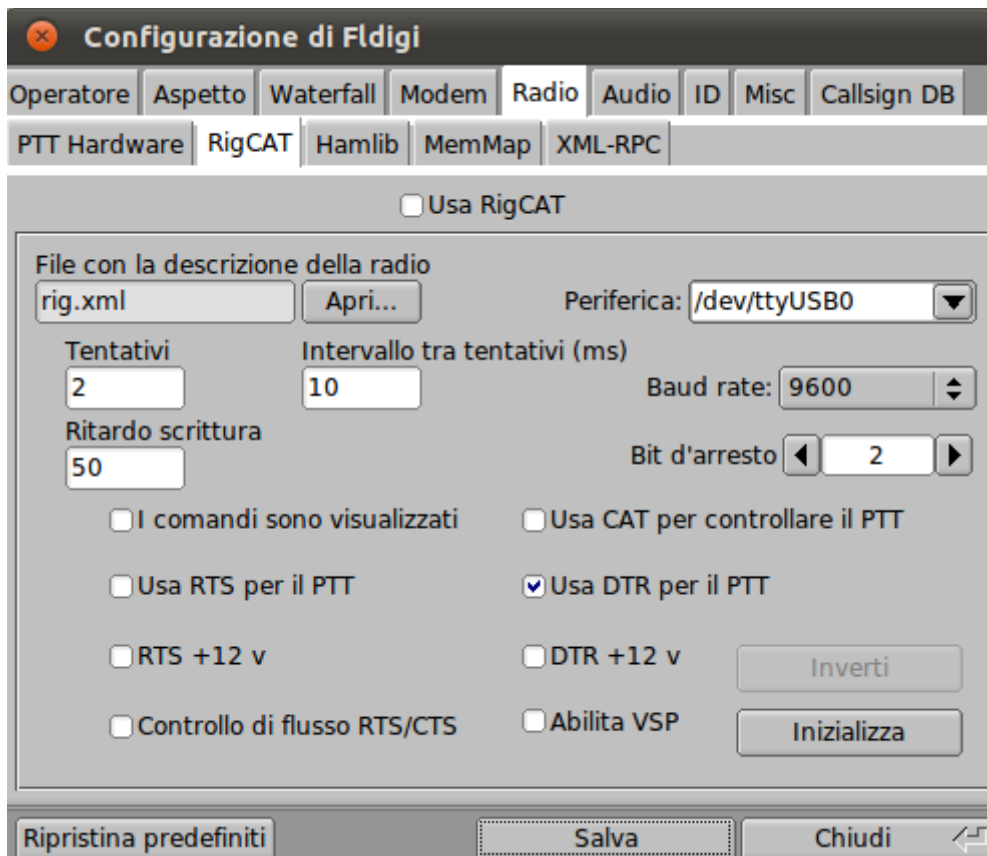 Configurazione di Fldigi
Operatore Aspetto Waterfall Modem Radio Audio ID Misc Callsign DB
PTT Hardware RigCAT Hamlib MemMap XML-RPC
Usa RigCAT
File con la descrizione della radio
rig.xml Apri... Periferica: /dev/ttyUSB0
Tentativi Intervallo tra tentativi (ms)
2 10 Baud rate: 9600
Ritardo scrittura
50 Bit d'arresto 2
I comandi sono visualizzati Usa CAT per controllare il PTT
Usa RTS per il PTT Usa DTR per il PTT
RTS +12 v DTR +12 v Inverti
Controllo di flusso RTS/CTS Abilita VSP Inizializza
Ripristina predefiniti Salva Chiudi